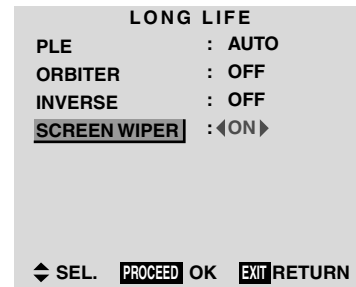 LONG LIFE
PLE : AUTO
ORBITER : OFF
INVERSE : OFF
SCREEN WIPER : ON
SEL. PROCEED OK EXIT RETURN